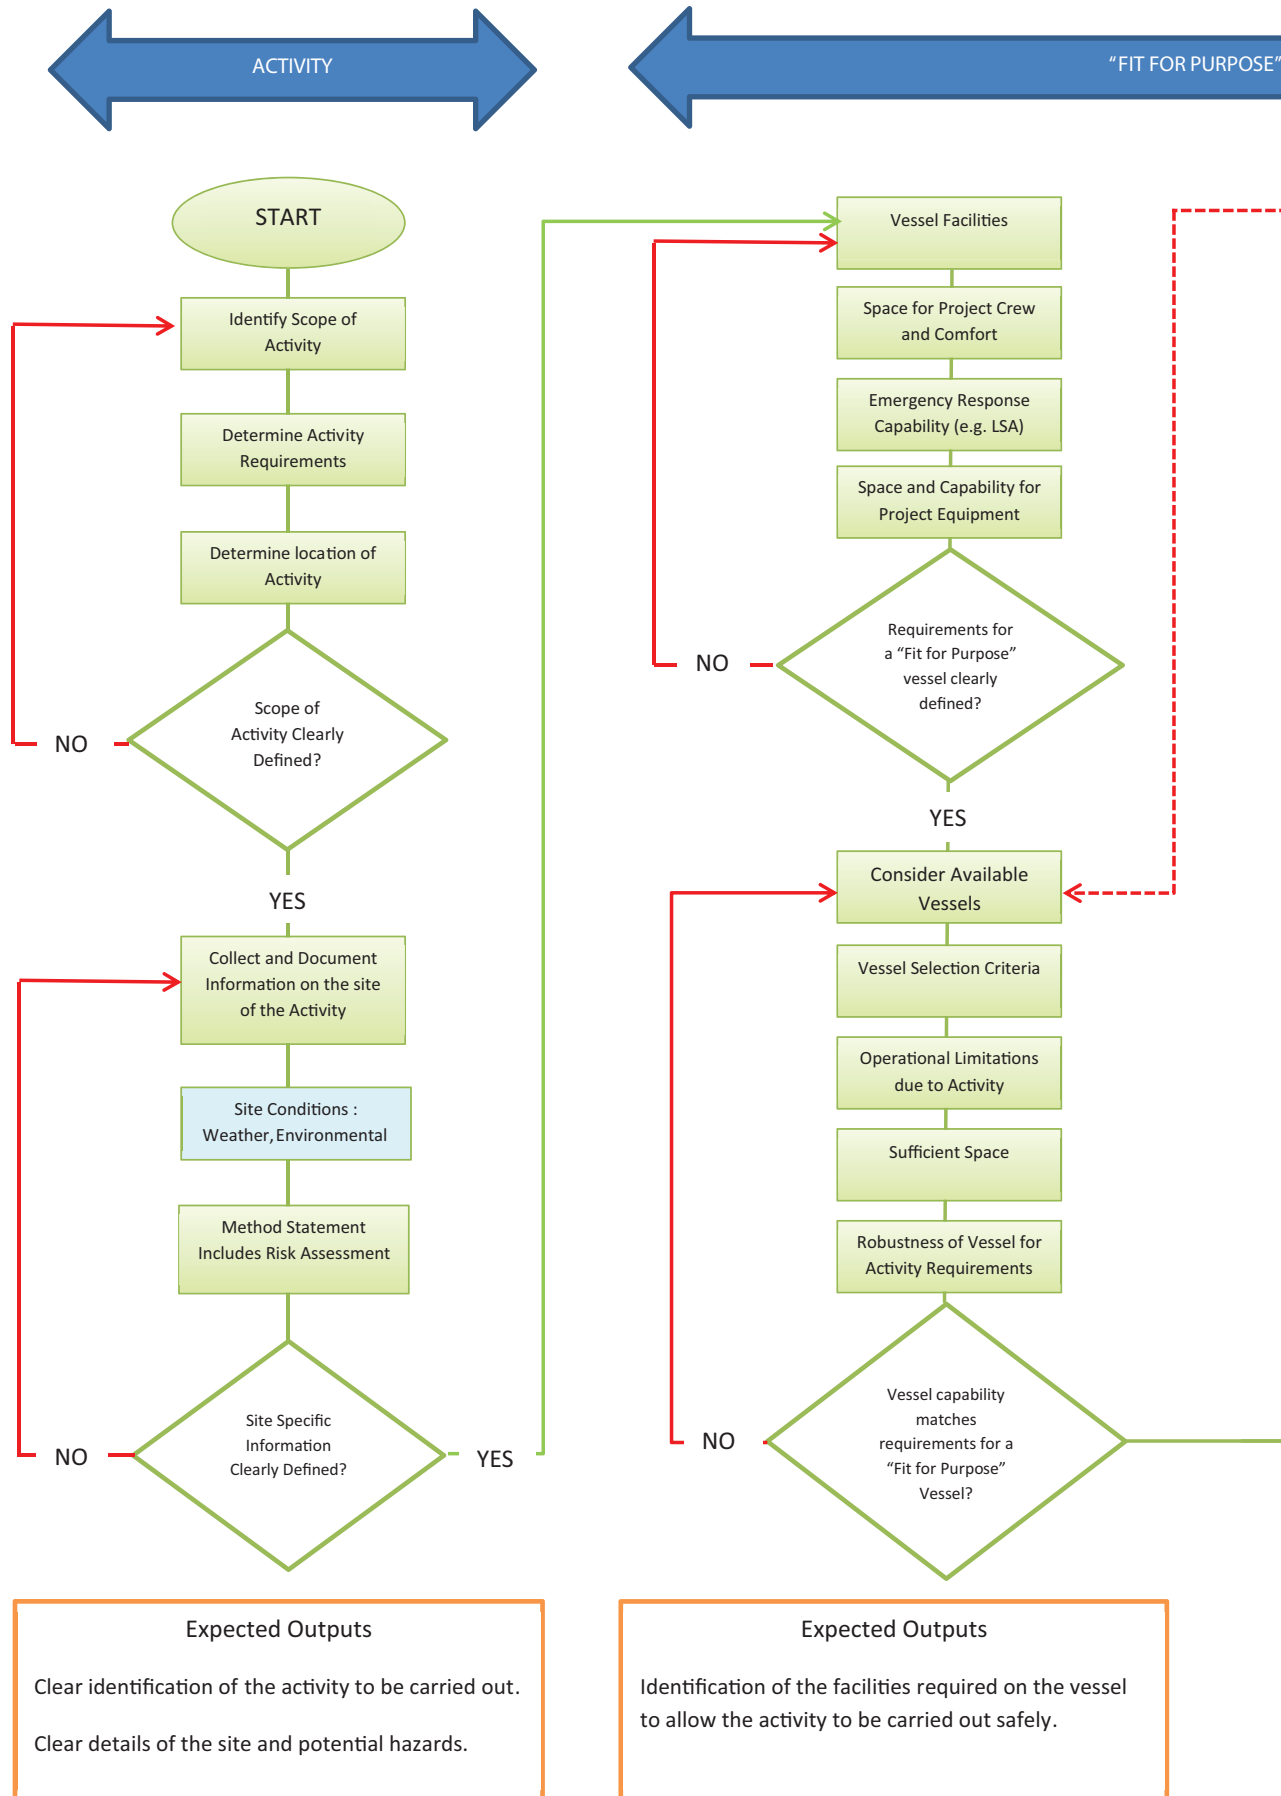 ACTIVITY
"FIT FOR PURPOSE"
START
Identify Scope of
Activity
Determine Activity
Requirements
Determine location of
Activity
Scope of
Activity Clearly
Defined?
NO
YES
Collect and Document
Information on the site
of the Activity
Site Conditions :
Weather, Environmental
Method Statement
Includes Risk Assessment
Site Specific
Information
Clearly Defined?
NO
YES
Expected Outputs
Clear identification of the activity to be carried out.
Clear details of the site and potential hazards.
Vessel Facilities
Space for Project Crew
and Comfort
Emergency Response
Capability (e.g. LSA)
Space and Capability for
Project Equipment
Requirements for
a “Fit for Purpose”
vessel clearly
defined?
NO
YES
Consider Available
Vessels
Vessel Selection Criteria
Operational Limitations
due to Activity
Sufficient Space
Robustness of Vessel for
Activity Requirements
Vessel capability
matches
requirements for a
“Fit for Purpose”
Vessel?
NO
Expected Outputs
Identification of the facilities required on the vessel
to allow the activity to be carried out safely.